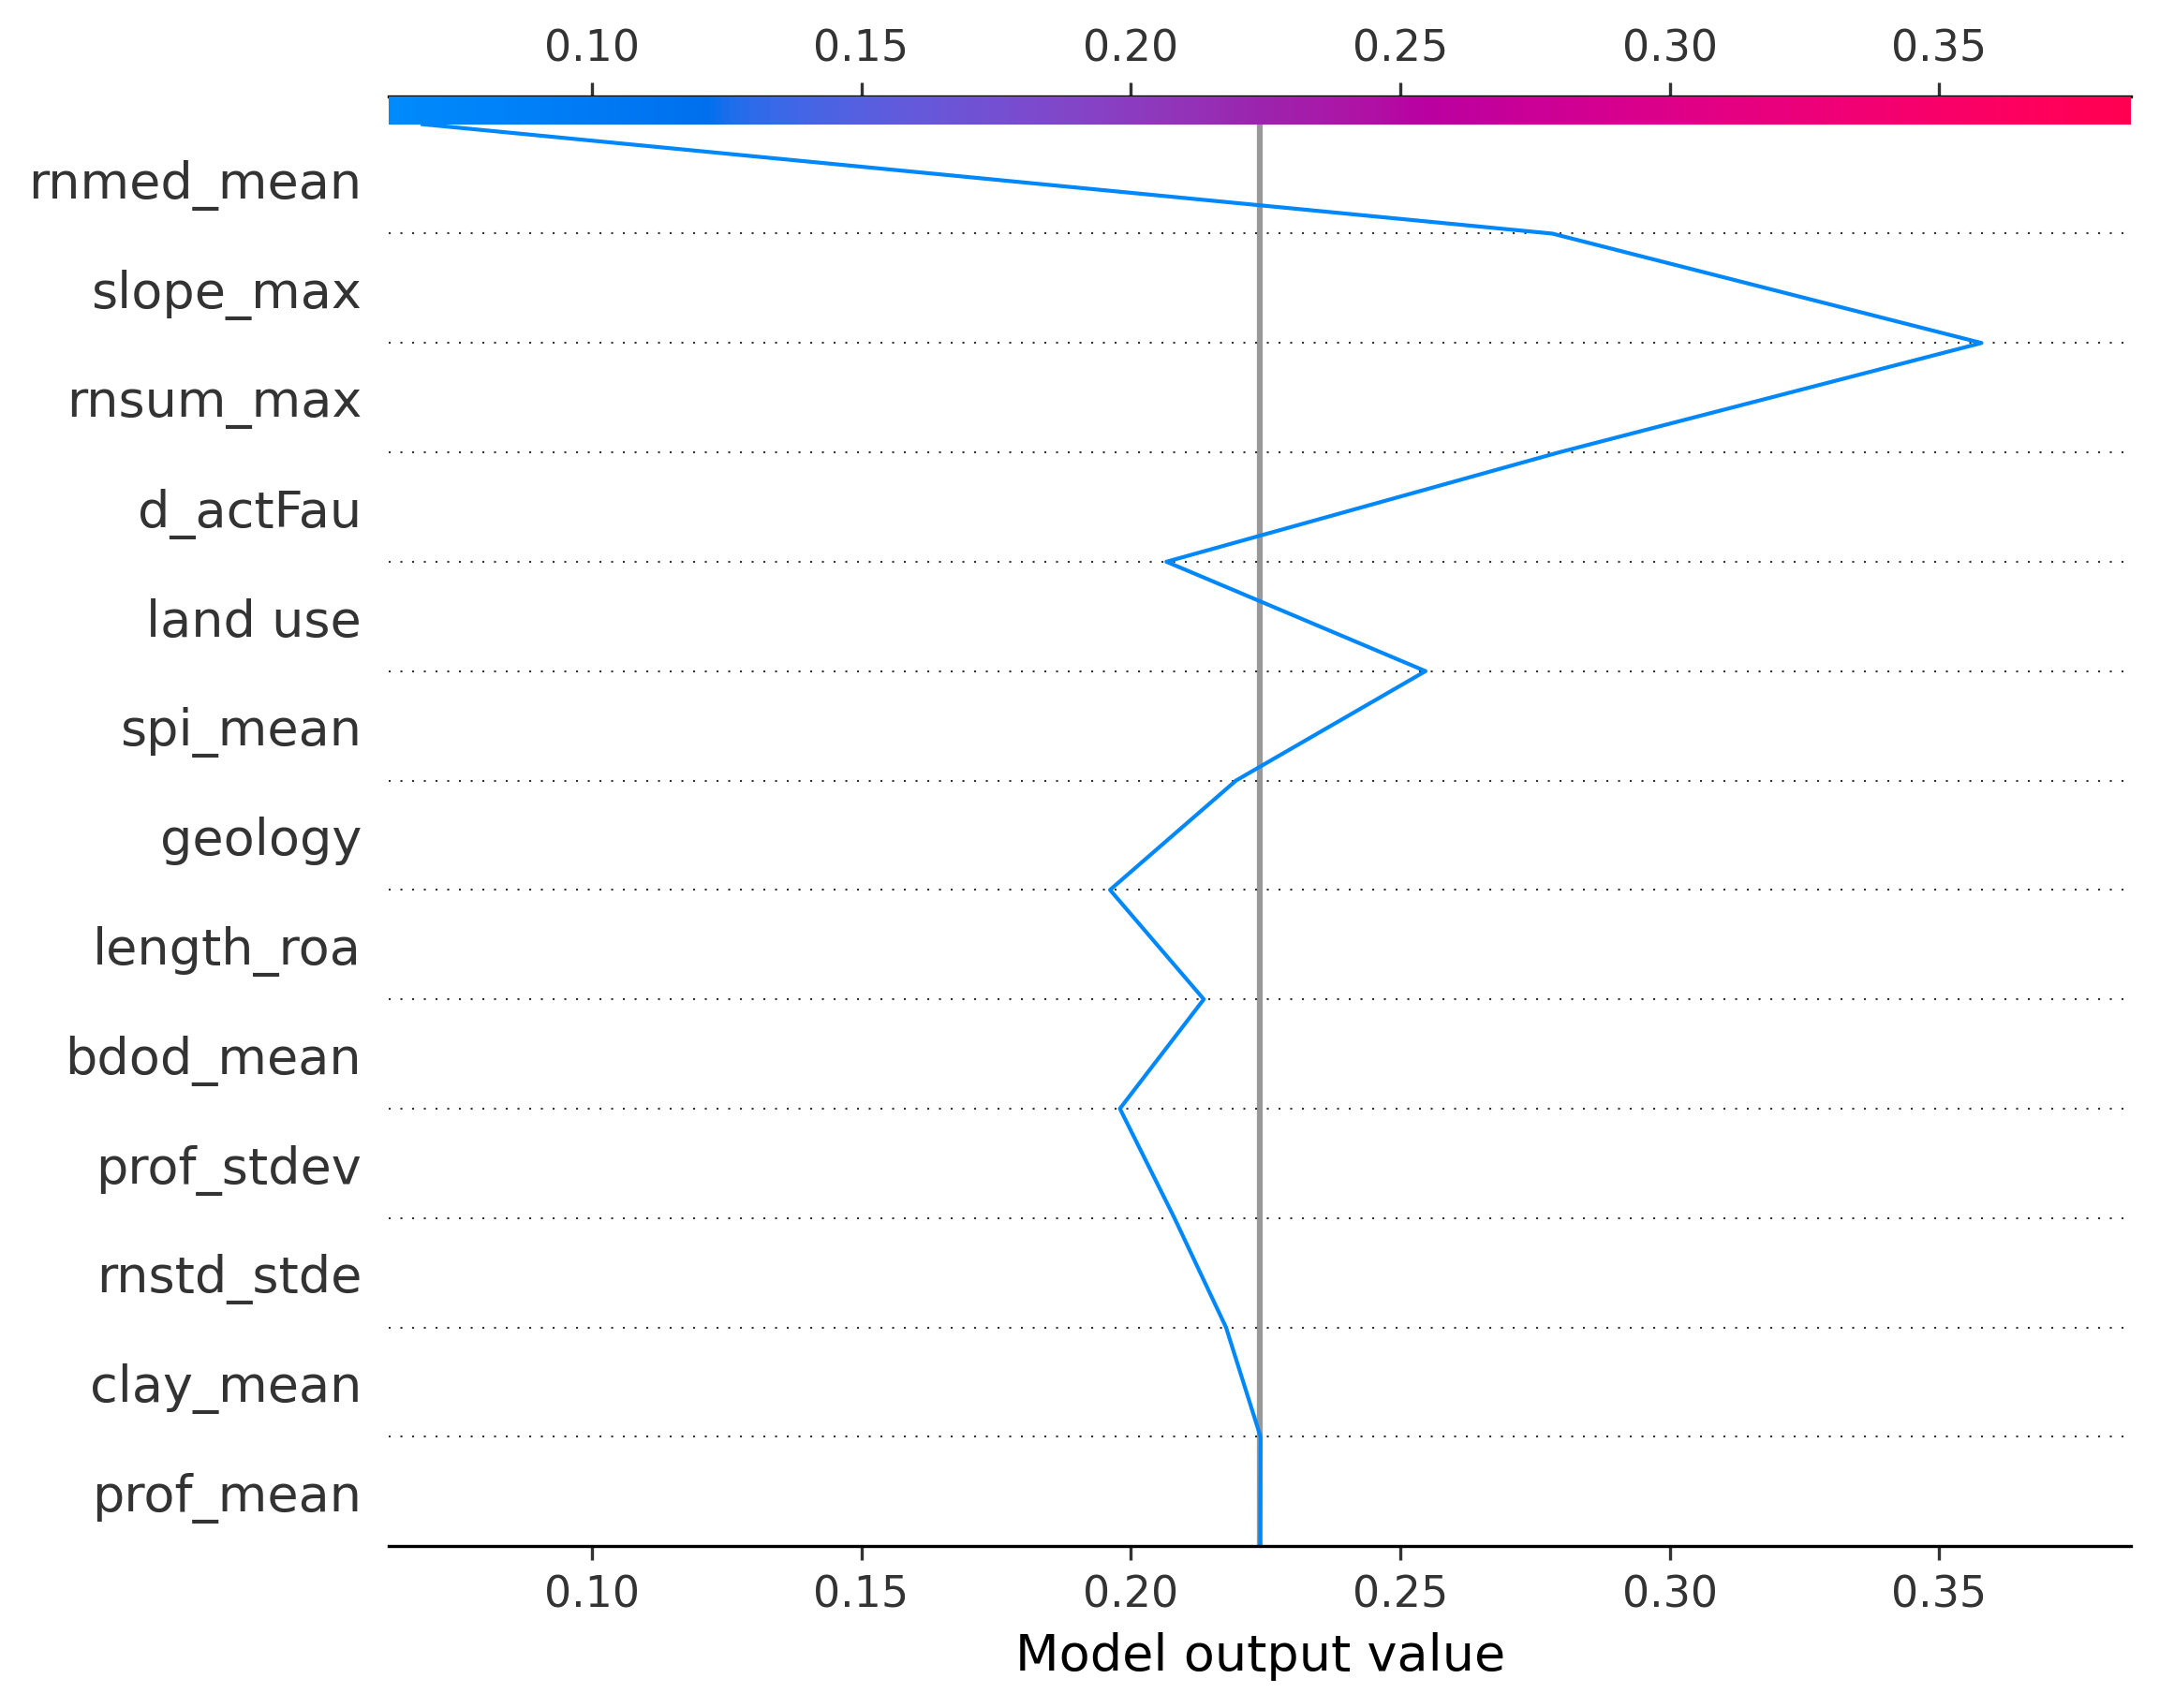 0.10 0.15 0.20 0.25 0.30 0.35
rnmed_mean
slope_max
rnsum_max
d_actFau
land use
spi_mean
geology
length_roa
bdod_mean
prof_stdev
rnstd_stde
clay_mean
prof_mean
0.10 0.15 0.20 0.25 0.30 0.35
Model output value